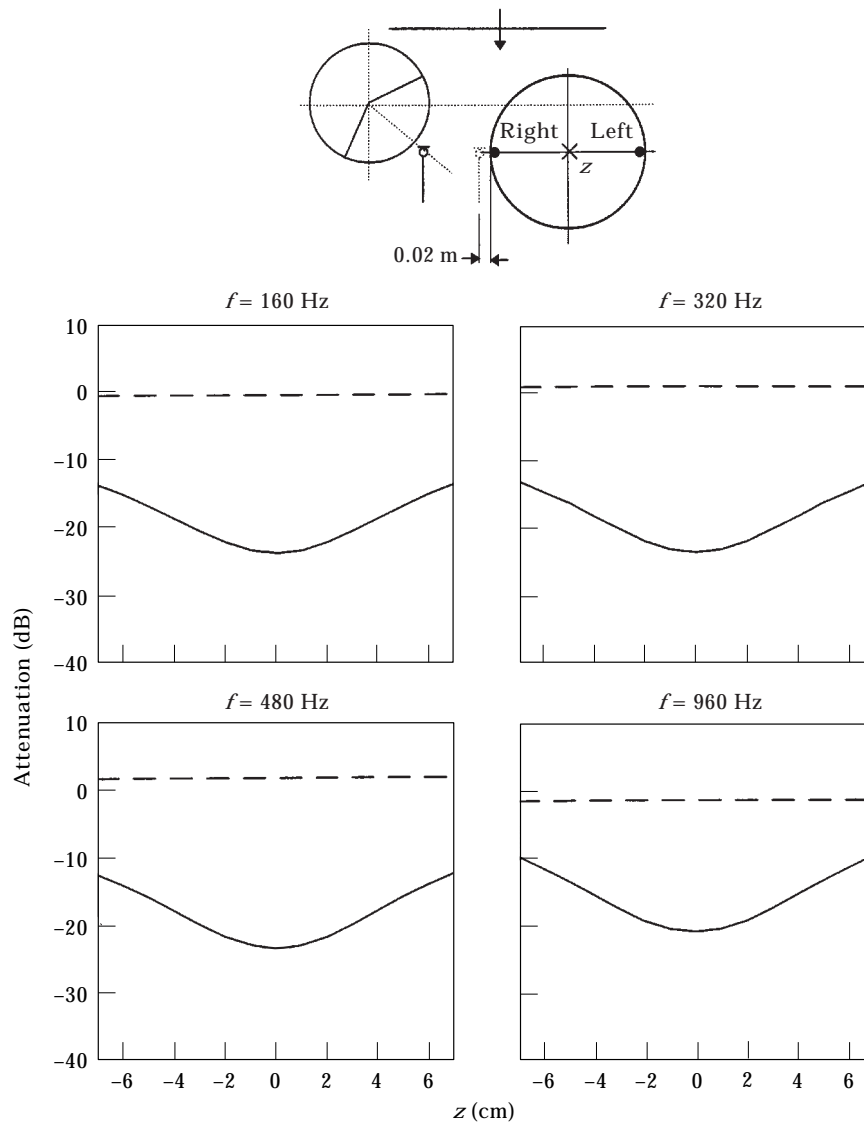 Right Left
z
0.02 m
f = 160 Hz f = 320 Hz
10
0
−10
−20
−30
−40
f = 480 Hz f = 960 Hz
10
0
−10
−20
−30
−40
−6 −4 −2 0 2 4 6 −6 −4 −2 0 2 4 6
Attenuation (dB)
z (cm)